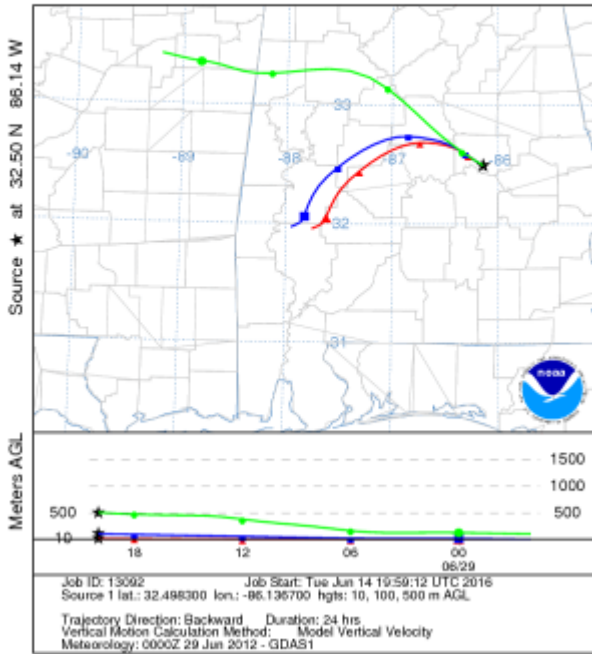 Source ★ at 32.50 N 86.14 W
-90
-89
-88
-87
-86
33
32
31
noaa
Meters AGL
1500
1000
500
500
10
18
12
06
00
06/29
Job ID: 13092 Job Start: Tue Jun 14 19:59:12 UTC 2016
Source 1 lat.: 32.498300 lon.: -86.135700 hgts: 10, 100, 500 m AGL
Trajectory Direction: Backward Duration: 24 hrs
Vertical Motion Calculation Method: Model Vertical Velocity
Meteorology: 0000Z 29 Jun 2012 - GDAS1